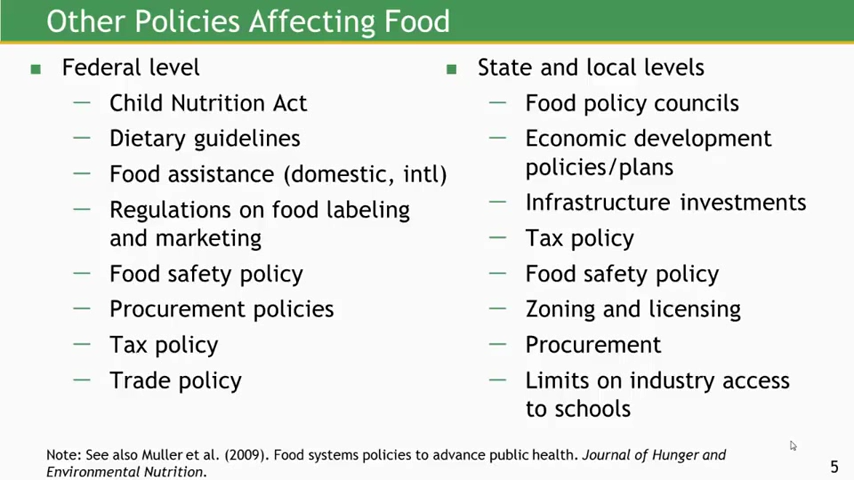 Other Policies Affecting Food
Federal level
— Child Nutrition Act
— Dietary guidelines
— Food assistance (domestic, intl)
— Regulations on food labeling
and marketing
— Food safety policy
— Procurement policies
— Tax policy
— Trade policy
State and local levels
— Food policy councils
— Economic development
policies/plans
— Infrastructure investments
— Tax policy
— Food safety policy
— Zoning and licensing
— Procurement
— Limits on industry access
to schools
Note: See also Muller et al. (2009). Food systems policies to advance public health. Journal of Hunger and
Environmental Nutrition.
5